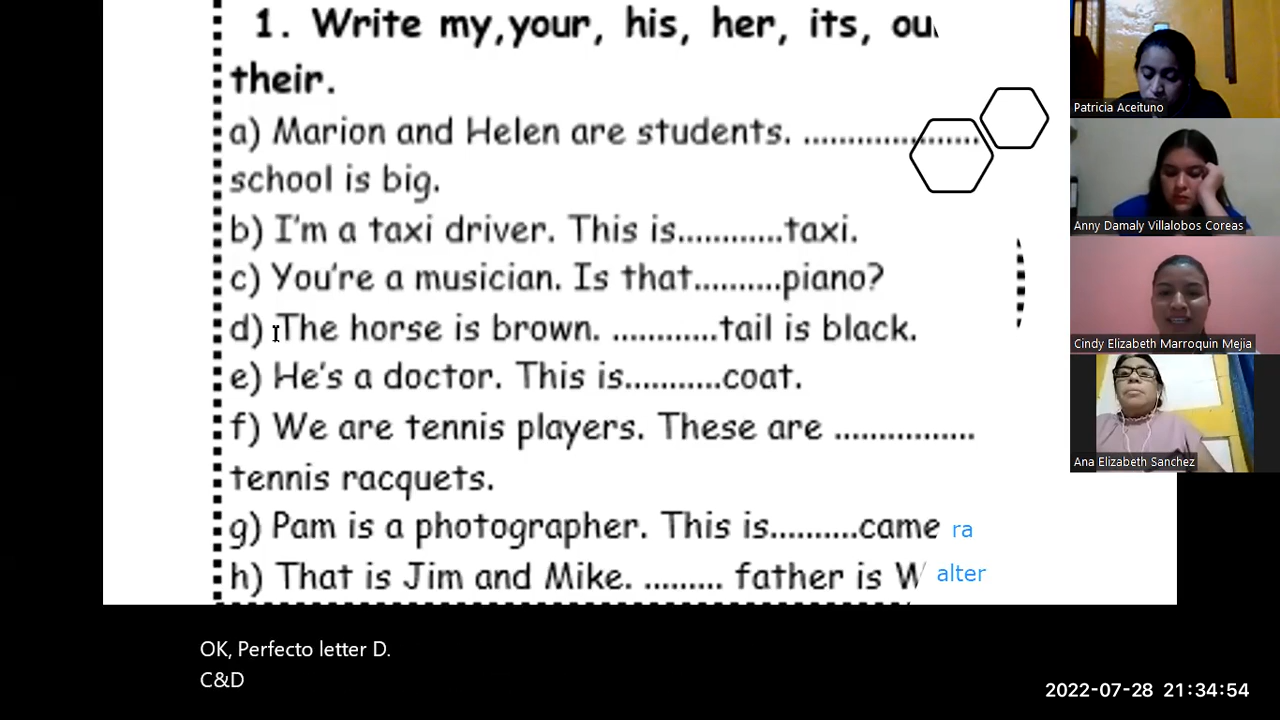 1. Write my,your, his, her, its, ou
their.
a) Marion and Helen are students. ....................
school is big.
b) I'm a taxi driver. This is............taxi.
c) You're a musician. Is that..........piano?
d) The horse is brown. ............tail is black.
e) He's a doctor. This is...........coat.
f) We are tennis players. These are ................
tennis racquets.
g) Pam is a photographer. This is..........came ra
h) That is Jim and Mike. ......... father is W alter
Patricia Aceituno
Anny Damaly Villalobos Coreas
Cindy Elizabeth Marroquin Mejia
Ana Elizabeth Sanchez
OK, Perfecto letter D.
C&D
2022-07-28 21:34:54